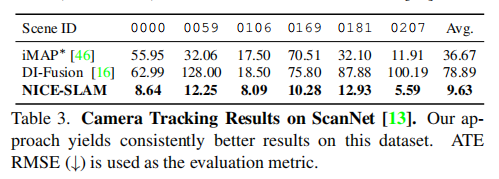 Scene ID 0000 0059 0106 0169 0181 0207 Avg.
iMAP* [46] 55.95 32.06 17.50 70.51 32.10 11.91 36.67
DI-Fusion [16] 62.99 128.00 18.50 75.80 87.88 100.19 78.89
NICE-SLAM 8.64 12.25 8.09 10.28 12.93 5.59 9.63
Table 3. Camera Tracking Results on ScanNet [13]. Our ap-
proach yields consistently better results on this dataset. ATE
RMSE (↓) is used as the evaluation metric.